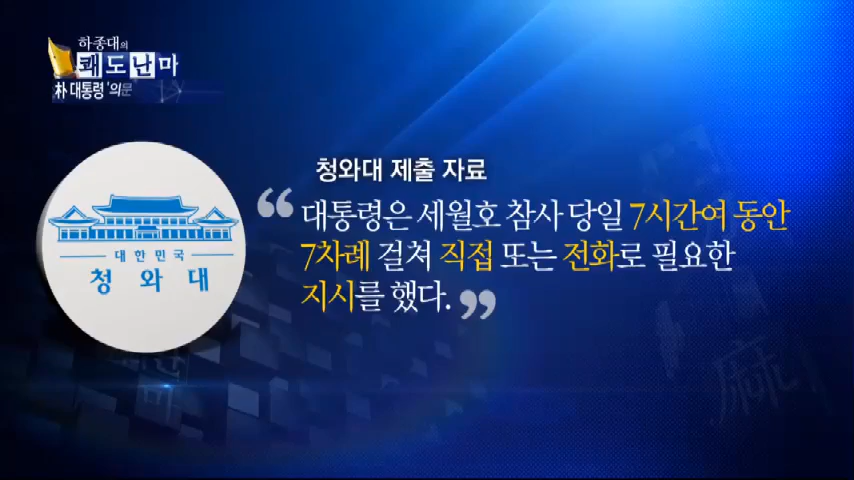 하종대의
쾌도난마
朴 대통령 '의문
청와대 제출 자료
“대통령은 세월호 참사 당일 7시간여 동안
7차례 걸쳐 직접 또는 전화로 필요한
지시를 했다.”
대한민국
청와대